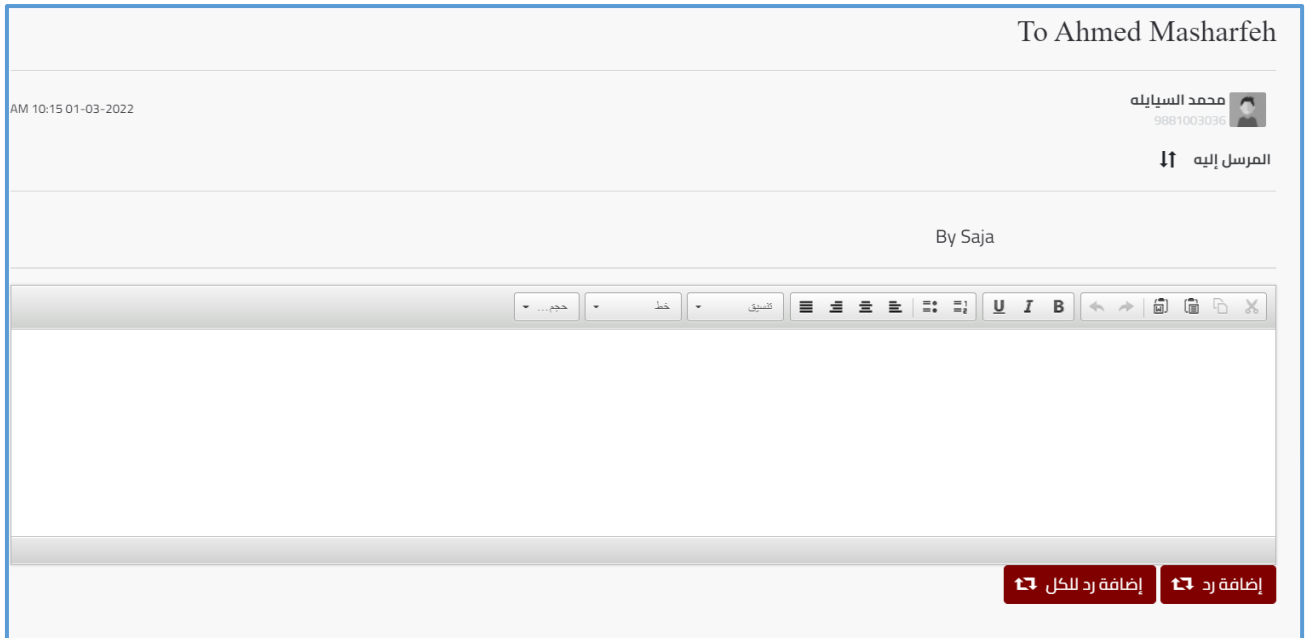 To Ahmed Masharfeh
محمد السيايله
AM 10:15 01-03-2022
9881003036
المرسل إليه
By Saja
B I U تنسيق خط حجم...
إضافة رد إضافة رد للكل